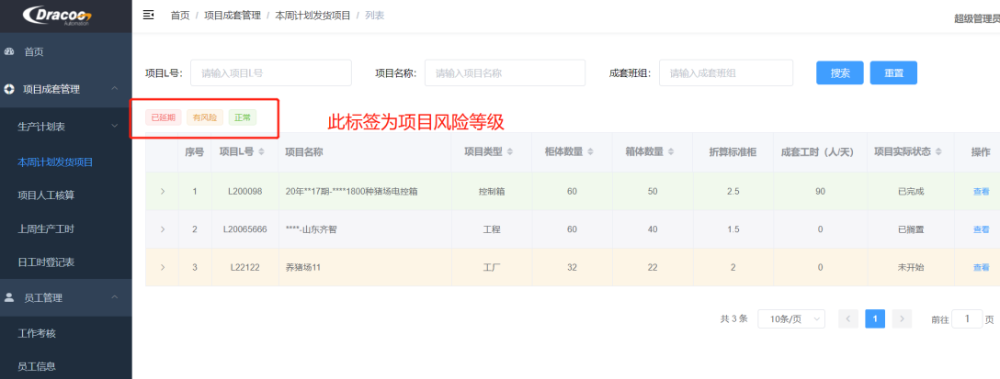 Dracoo
Automation
首页 / 项目成套管理 / 本周计划发货项目 / 列表
超级管理员
首页
项目成套管理
生产计划表
本周计划发货项目
项目人工核算
上周生产工时
日工时登记表
员工管理
工作考核
员工信息
项目L号： 请输入项目L号 项目名称： 请输入项目名称 成套班组： 请输入成套班组 搜索 重置
已延期 有风险 正常
此标签为项目风险等级
序号 项目L号 项目名称 项目类型 柜体数量 箱体数量 折算标准柜 成套工时（人/天） 项目实际状态 操作
1 L200098 20年**17期-****1800种猪场电控箱 控制箱 60 50 2.5 90 已完成 查看
2 L20065666 ****-山东齐智 工程 60 40 1.5 0 已搁置 查看
3 L22122 养猪场11 工厂 32 22 2 0 未开始 查看
共 3 条 10条/页 1 前往 1 页